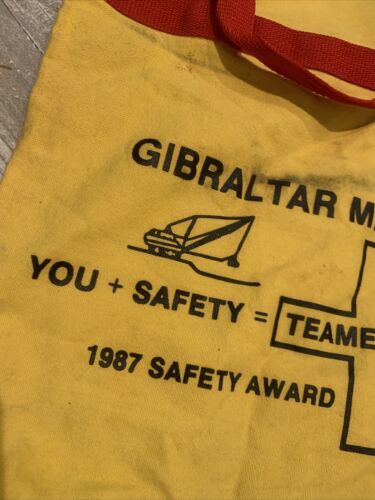 GIBRALTAR M
YOU + SAFETY = TEAME
1987 SAFETY AWARD